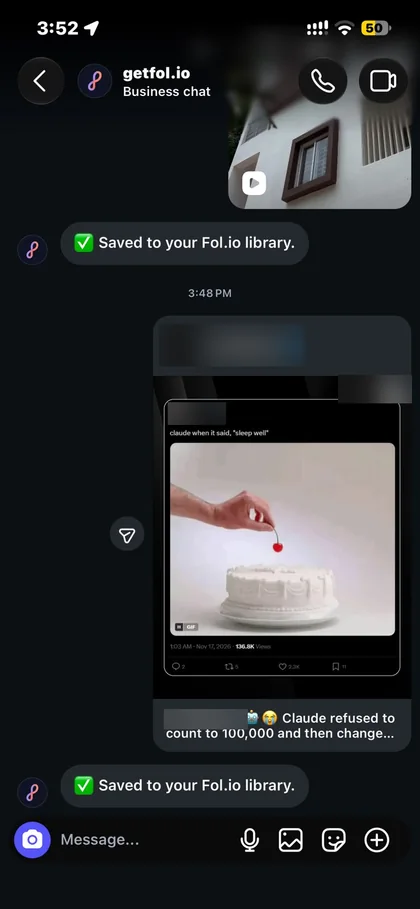 3:52
50
getfol.io
Business chat
✅ Saved to your Fol.io library.
3:48 PM
claude when it said, "sleep well"
GIF
1:03 AM · Nov 17, 2026 · 136.8K Views
2
5
3.3K
11
😭 Claude refused to
count to 100,000 and then change...
✅ Saved to your Fol.io library.
Message...